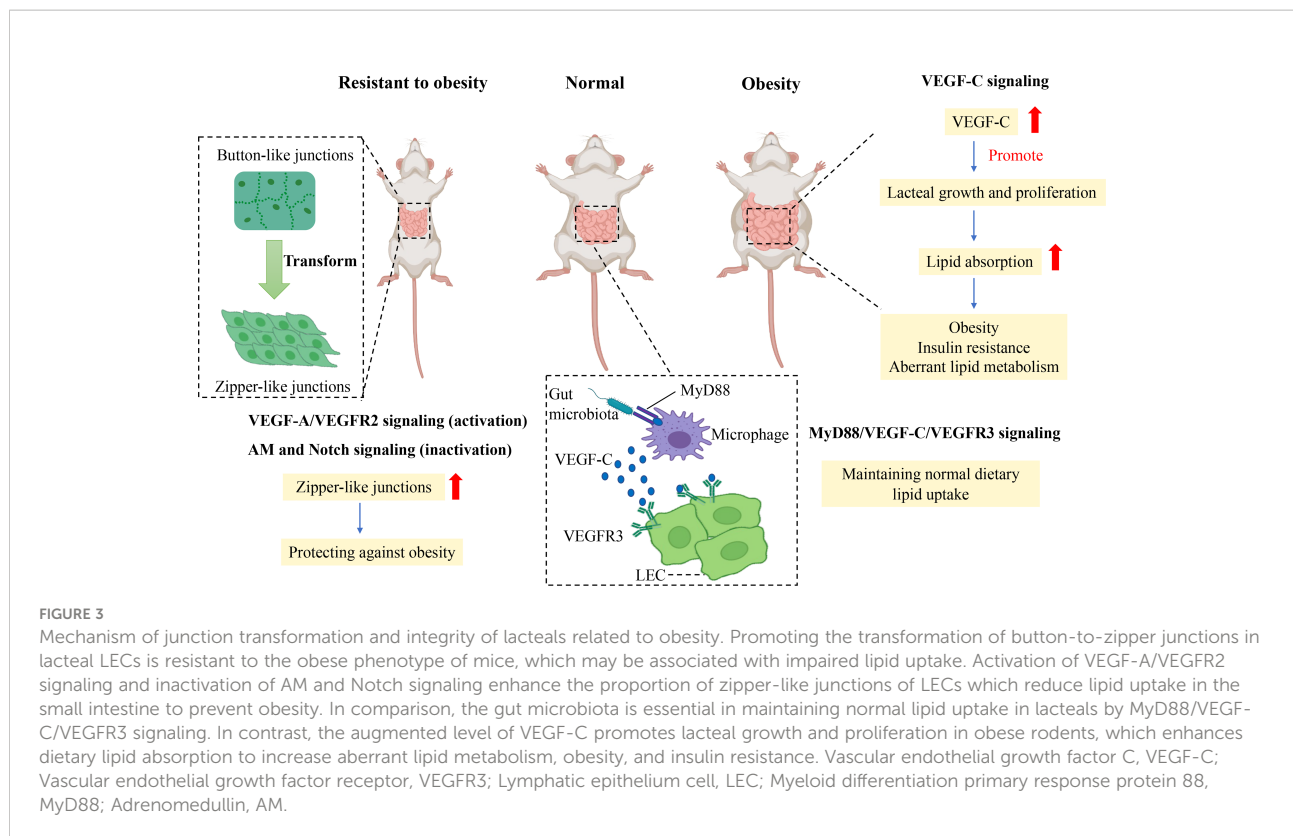 Resistant to obesity
Normal
Obesity
VEGF-C signaling
Button-like junctions
Transform
Zipper-like junctions
VEGF-C
Promote
Lacteal growth and proliferation
Lipid absorption
Obesity
Insulin resistance
Aberrant lipid metabolism
VEGF-A/VEGFR2 signaling (activation)
AM and Notch signaling (inactivation)
Zipper-like junctions
Protecting against obesity
Gut
microbiota
MyD88
Microphage
VEGF-C
VEGFR3
LEC
MyD88/VEGF-C/VEGFR3 signaling
Maintaining normal dietary
lipid uptake
FIGURE 3
Mechanism of junction transformation and integrity of lacteals related to obesity. Promoting the transformation of button-to-zipper junctions in
lacteal LECs is resistant to the obese phenotype of mice, which may be associated with impaired lipid uptake. Activation of VEGF-A/VEGFR2
signaling and inactivation of AM and Notch signaling enhance the proportion of zipper-like junctions of LECs which reduce lipid uptake in the
small intestine to prevent obesity. In comparison, the gut microbiota is essential in maintaining normal lipid uptake in lacteals by MyD88/VEGF-
C/VEGFR3 signaling. In contrast, the augmented level of VEGF-C promotes lacteal growth and proliferation in obese rodents, which enhances
dietary lipid absorption to increase aberrant lipid metabolism, obesity, and insulin resistance. Vascular endothelial growth factor C, VEGF-C;
Vascular endothelial growth factor receptor, VEGFR3; Lymphatic epithelium cell, LEC; Myeloid differentiation primary response protein 88,
MyD88; Adrenomedullin, AM.